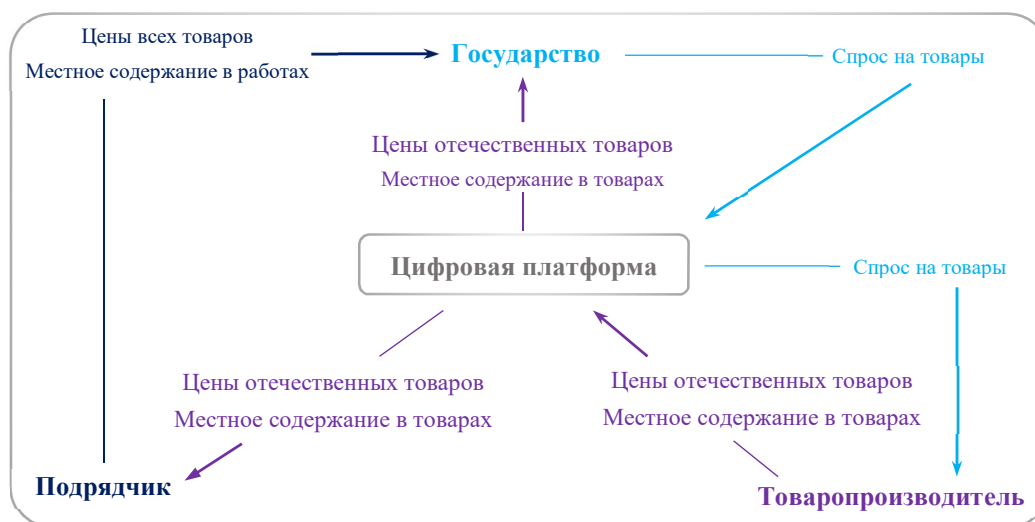 Цены всех товаров
Местное содержание в работах
Государство
Спрос на товары
Цены отечественных товаров
Местное содержание в товарах
Цифровая платформа
Спрос на товары
Цены отечественных товаров
Местное содержание в товарах
Цены отечественных товаров
Местное содержание в товарах
Подрядчик
Товаропроизводитель